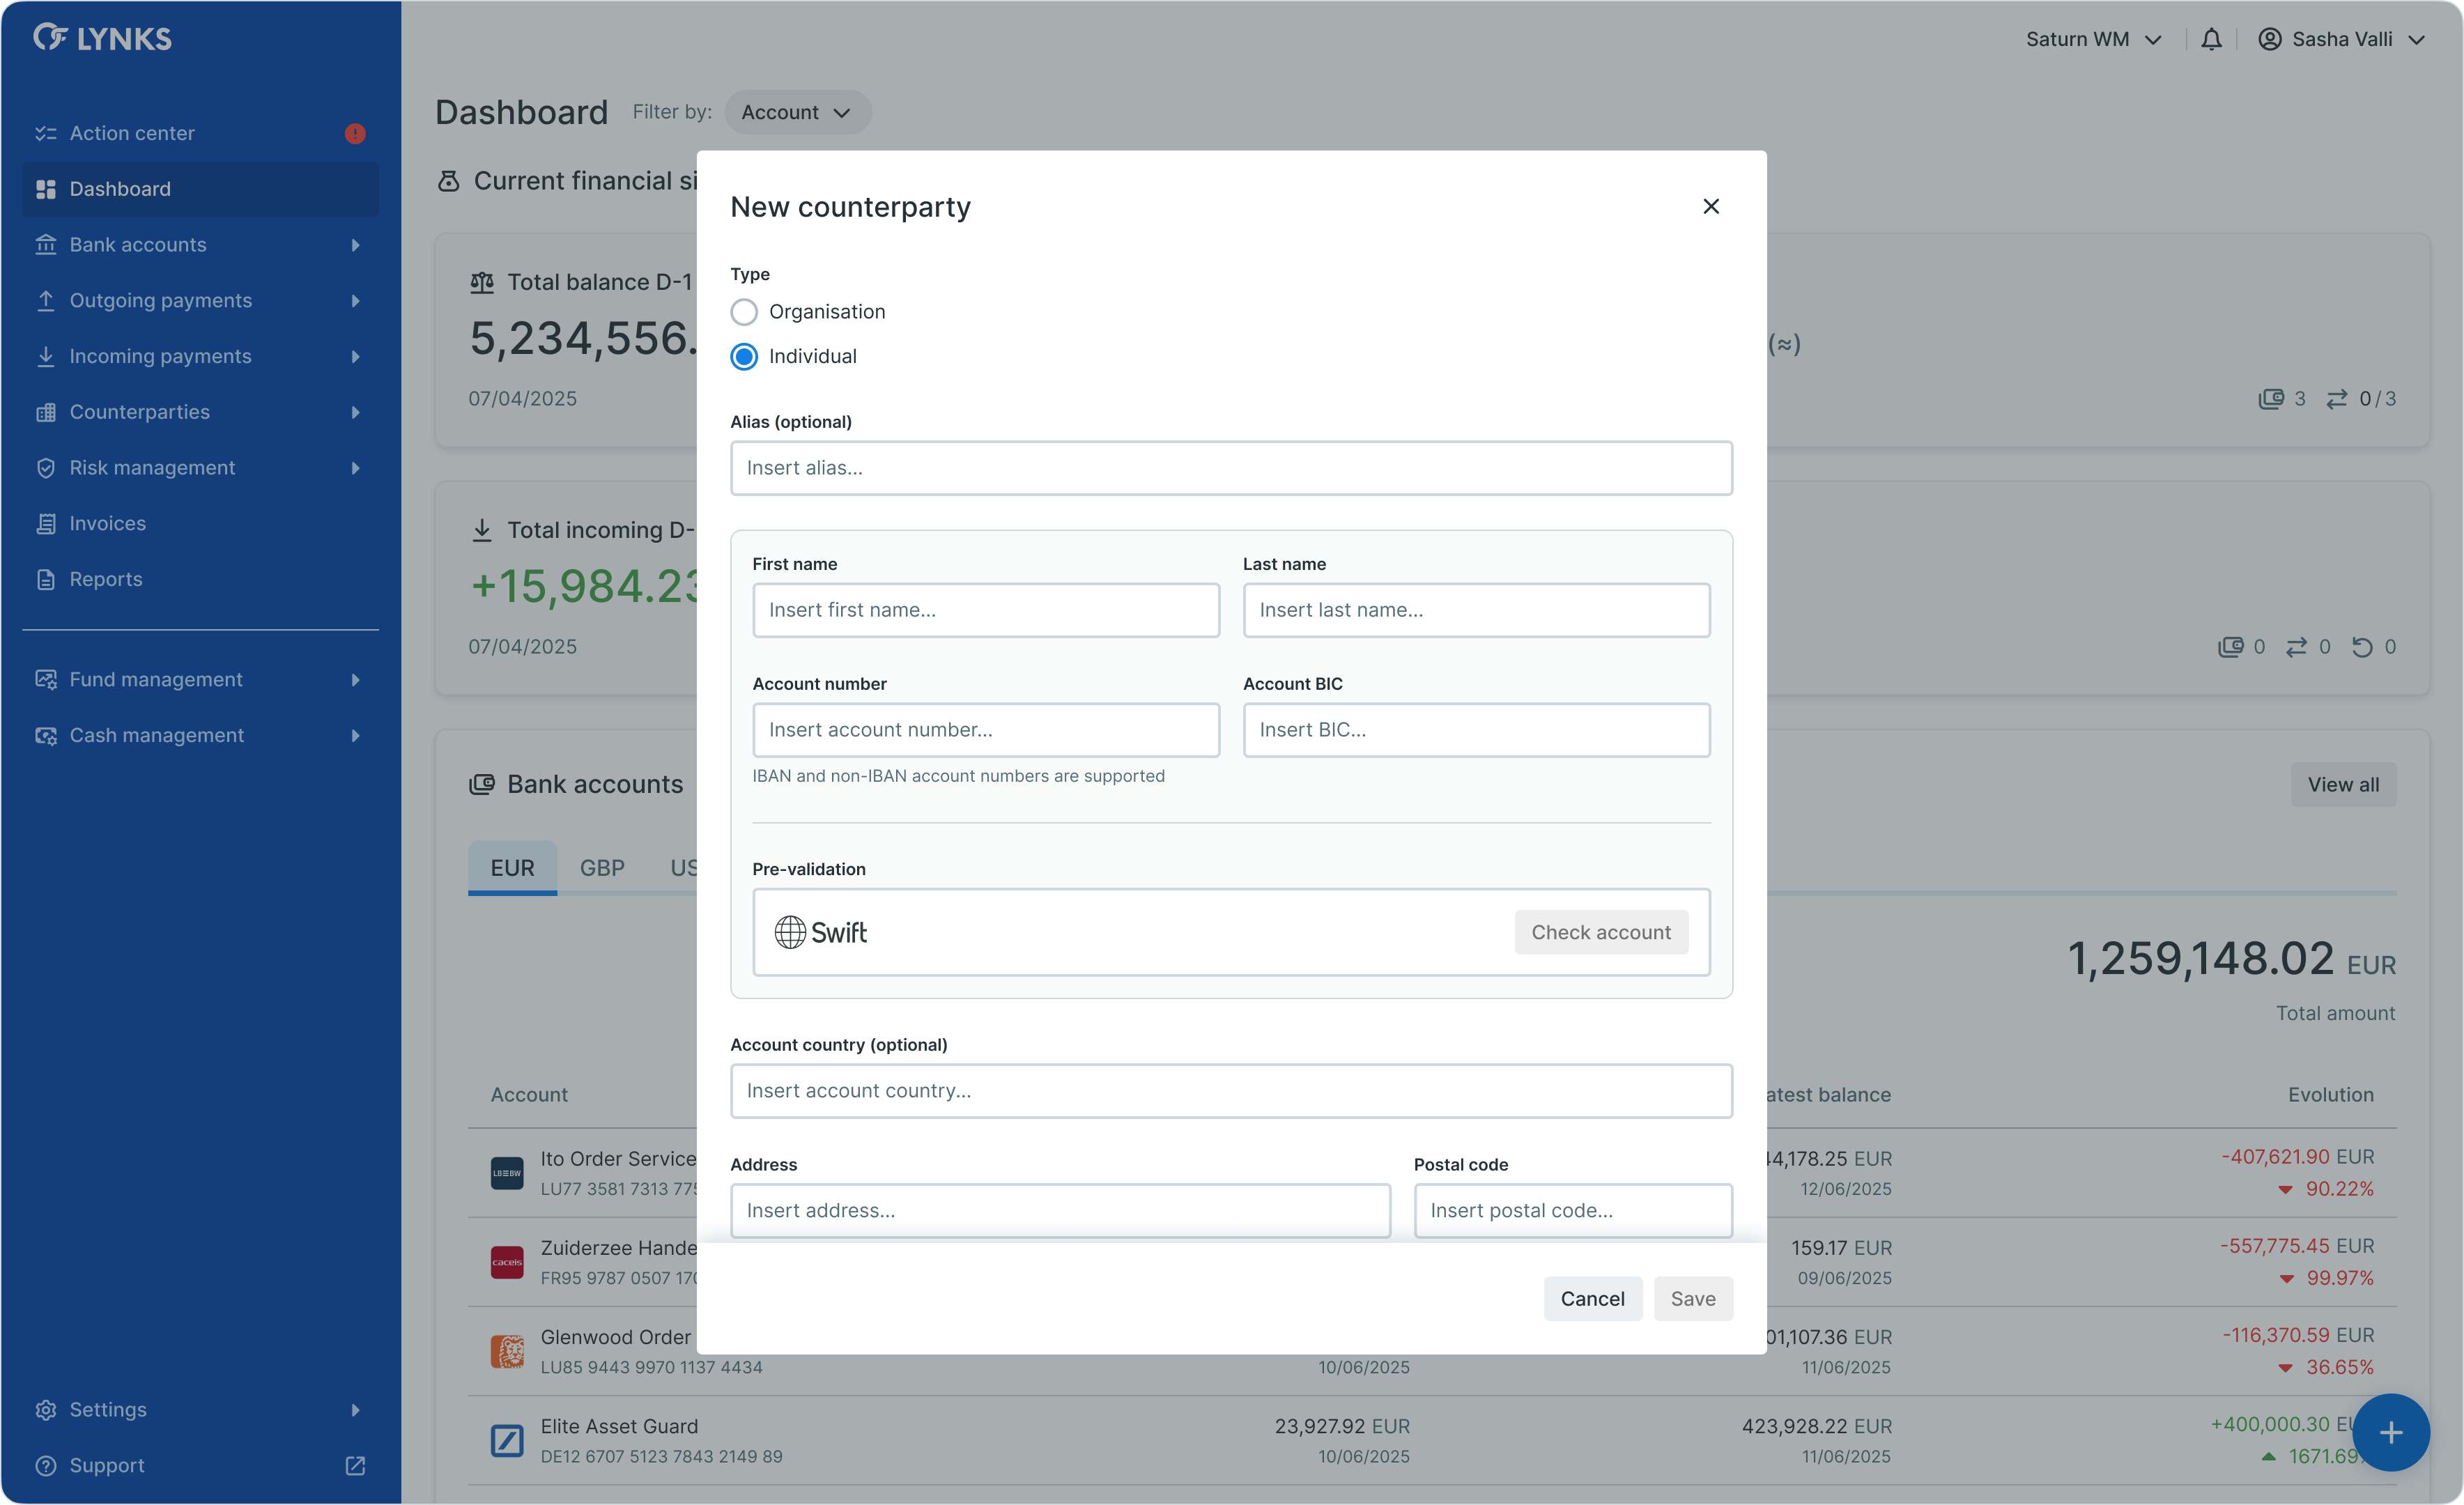 LYNKS
Saturn WM
Sasha Valli
Action center
Dashboard
Bank accounts
Outgoing payments
Incoming payments
Counterparties
Risk management
Invoices
Reports
Fund management
Cash management
Settings
Support
Dashboard
Filter by:
Account
Current financial si
Total balance D-1
5,234,556.
(≈)
07/04/2025
3
0 / 3
Total incoming D-
+15,984.23
07/04/2025
0
0
0
Bank accounts
View all
EUR
GBP
US
1,259,148.02 EUR
Total amount
Account
atest balance
Evolution
Ito Order Service
LU77 3581 7313 775
LBBW
44,178.25 EUR
12/06/2025
-407,621.90 EUR
90.22%
caceis
Zuiderzee Hande
FR95 9787 0507 170
159.17 EUR
09/06/2025
-557,775.45 EUR
99.97%
Glenwood Order
LU85 9443 9970 1137 4434
10/06/2025
01,107.36 EUR
11/06/2025
-116,370.59 EUR
36.65%
Elite Asset Guard
DE12 6707 5123 7843 2149 89
23,927.92 EUR
10/06/2025
423,928.22 EUR
11/06/2025
+400,000.30 EU
1671.69%
New counterparty
Type
Organisation
Individual
Alias (optional)
Insert alias...
First name
Last name
Insert first name...
Insert last name...
Account number
Account BIC
Insert account number...
Insert BIC...
IBAN and non-IBAN account numbers are supported
Pre-validation
Swift
Check account
Account country (optional)
Insert account country...
Address
Postal code
Insert address...
Insert postal code...
Cancel
Save